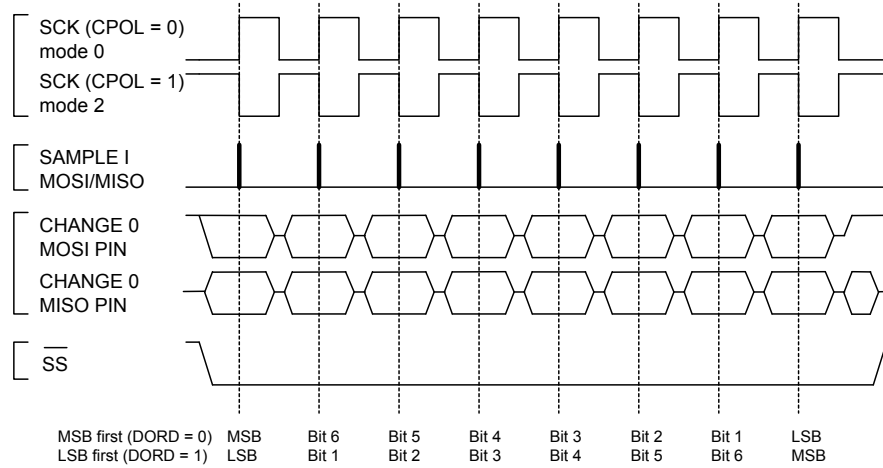 SCK (CPOL = 0)
mode 0
SCK (CPOL = 1)
mode 2
SAMPLE I
MOSI/MISO
CHANGE 0
MOSI PIN
CHANGE 0
MISO PIN
SS
MSB first (DORD = 0) MSB Bit 6 Bit 5 Bit 4 Bit 3 Bit 2 Bit 1 LSB
LSB first (DORD = 1) LSB Bit 1 Bit 2 Bit 3 Bit 4 Bit 5 Bit 6 MSB